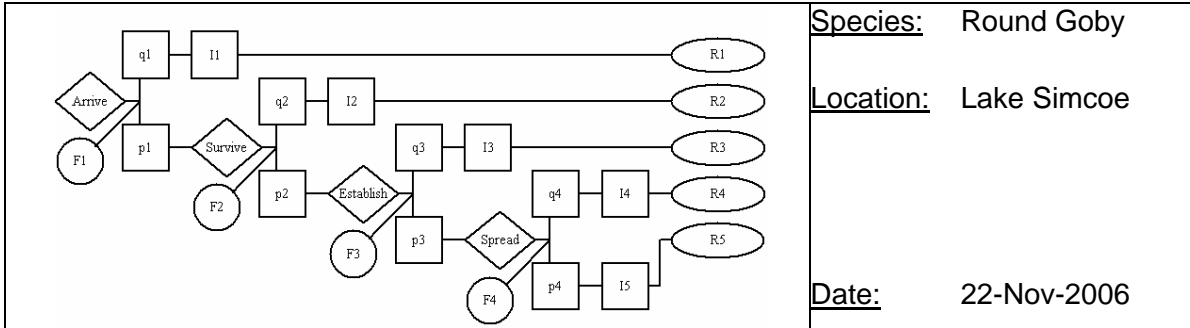 q1 I1 R1
Arrive q2 I2 R2
F1 p1 Survive q3 I3 R3
F2 p2 Establish q4 I4 R4
F3 p3 Spread R5
F4 p4 I5
Species: Round Goby
Location: Lake Simcoe
Date: 22-Nov-2006